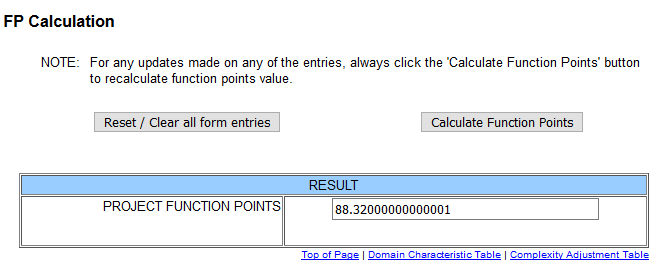 FP Calculation
NOTE: For any updates made on any of the entries, always click the 'Calculate Function Points' button
to recalculate function points value.
Reset / Clear all form entries Calculate Function Points
RESULT
PROJECT FUNCTION POINTS 88.32000000000001
Top of Page | Domain Characteristic Table | Complexity Adjustment Table